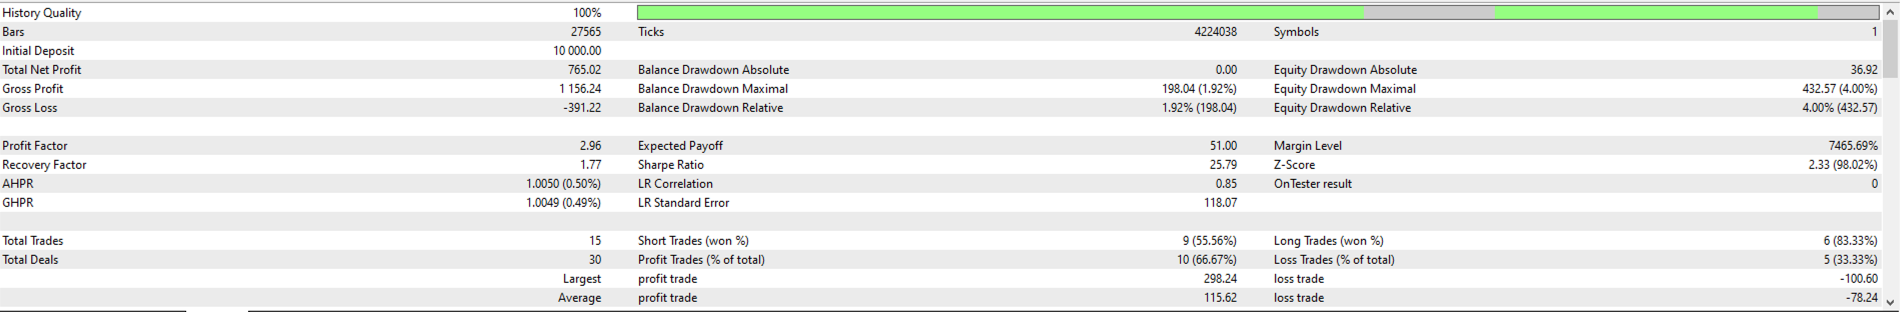 History Quality 100%
Bars 27565 Ticks 4224038 Symbols 1
Initial Deposit 10 000.00
Total Net Profit 765.02 Balance Drawdown Absolute 0.00 Equity Drawdown Absolute 36.92
Gross Profit 1 156.24 Balance Drawdown Maximal 198.04 (1.92%) Equity Drawdown Maximal 432.57 (4.00%)
Gross Loss -391.22 Balance Drawdown Relative 1.92% (198.04) Equity Drawdown Relative 4.00% (432.57)
Profit Factor 2.96 Expected Payoff 51.00 Margin Level 7465.69%
Recovery Factor 1.77 Sharpe Ratio 25.79 Z-Score 2.33 (98.02%)
AHPR 1.0050 (0.50%) LR Correlation 0.85 OnTester result 0
GHPR 1.0049 (0.49%) LR Standard Error 118.07
Total Trades 15 Short Trades (won %) 9 (55.56%) Long Trades (won %) 6 (83.33%)
Total Deals 30 Profit Trades (% of total) 10 (66.67%) Loss Trades (% of total) 5 (33.33%)
Largest profit trade 298.24 loss trade -100.60
Average profit trade 115.62 loss trade -78.24